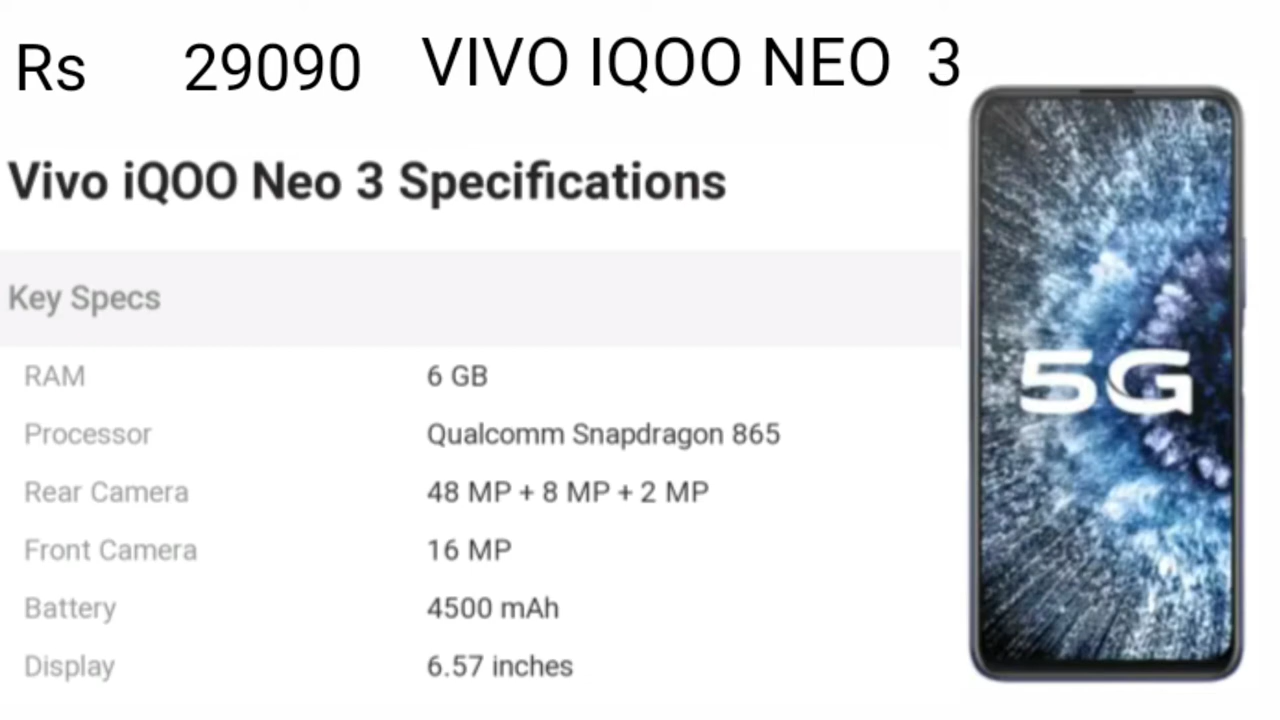 Rs 29090 VIVO IQOO NEO 3
Vivo iQOO Neo 3 Specifications
Key Specs
RAM 6 GB
Processor Qualcomm Snapdragon 865
Rear Camera 48 MP + 8 MP + 2 MP
Front Camera 16 MP
Battery 4500 mAh
Display 6.57 inches
5G